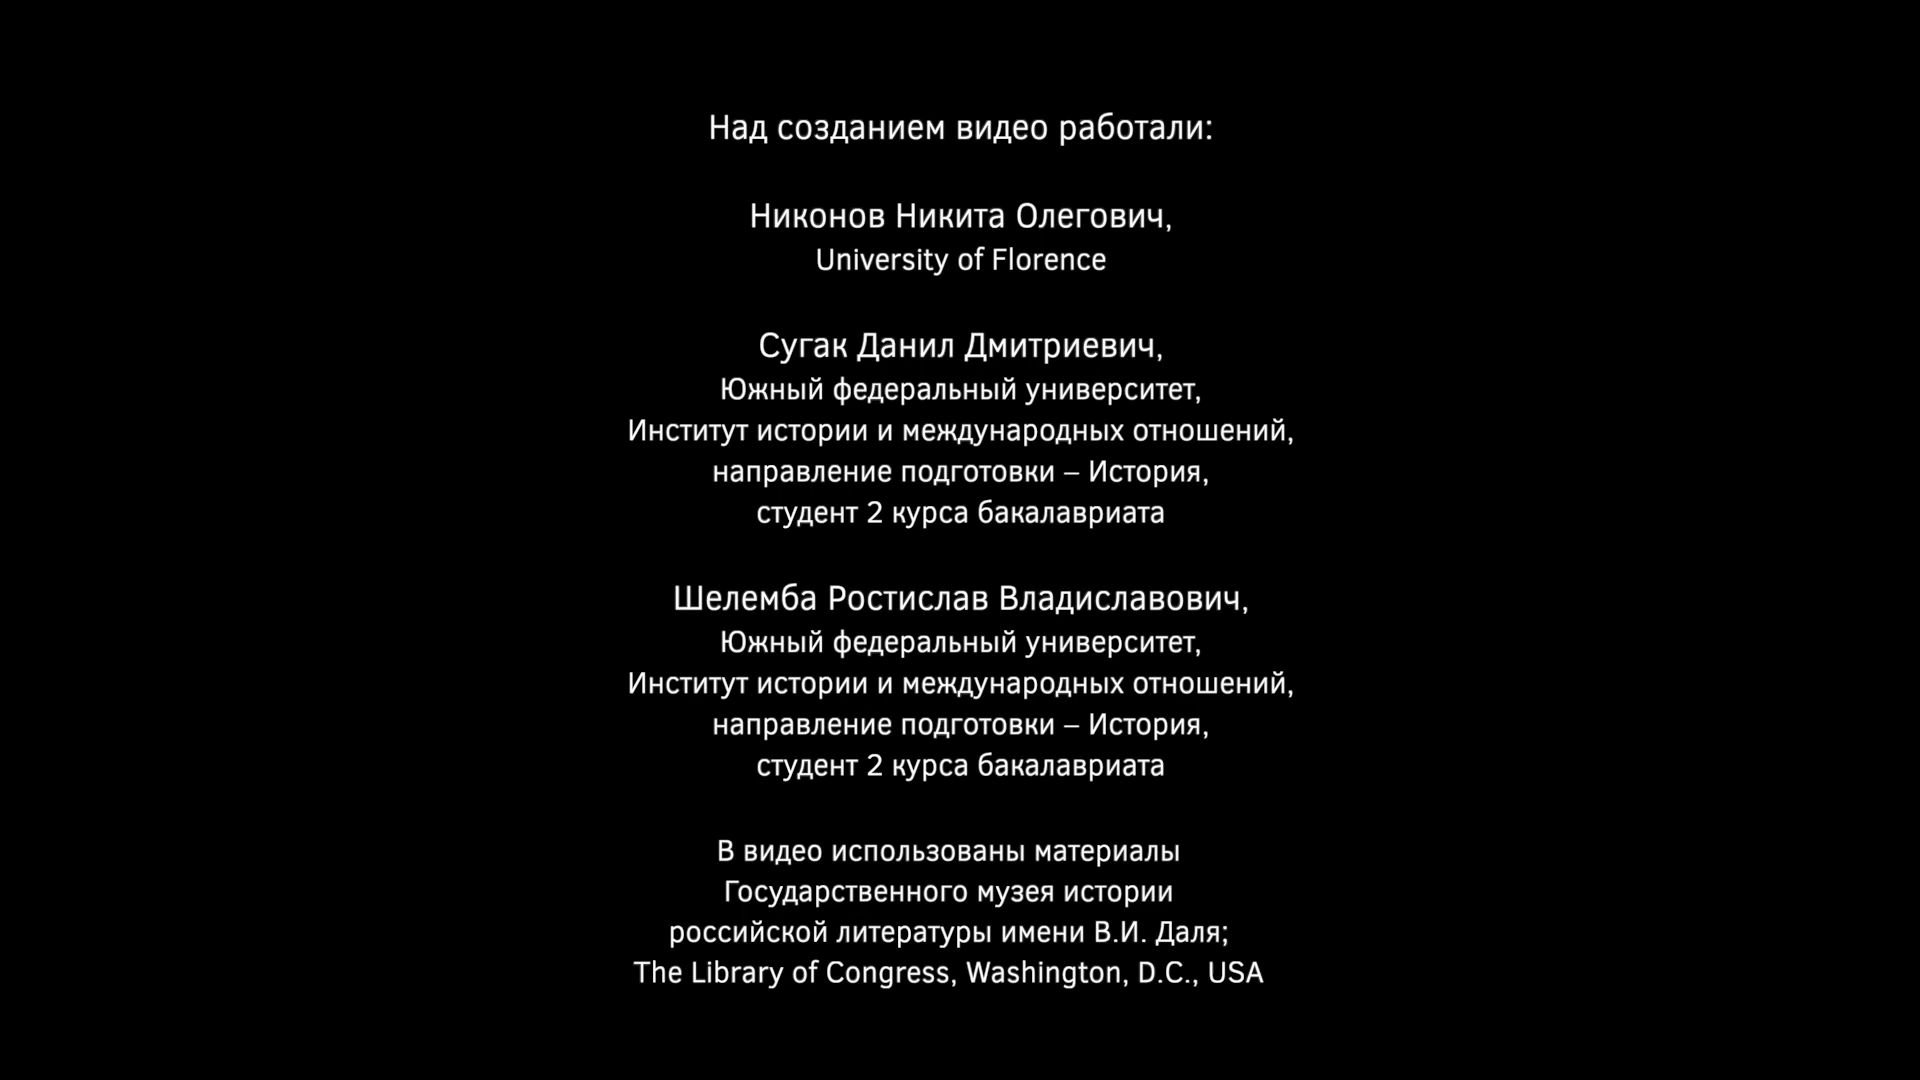 Над созданием видео работали:
Никонов Никита Олегович,
University of Florence
Сугак Данил Дмитриевич,
Южный федеральный университет,
Институт истории и международных отношений,
направление подготовки – История,
студент 2 курса бакалавриата
Шелемба Ростислав Владиславович,
Южный федеральный университет,
Институт истории и международных отношений,
направление подготовки – История,
студент 2 курса бакалавриата
В видео использованы материалы
Государственного музея истории
российской литературы имени В.И. Даля;
The Library of Congress, Washington, D.C., USA